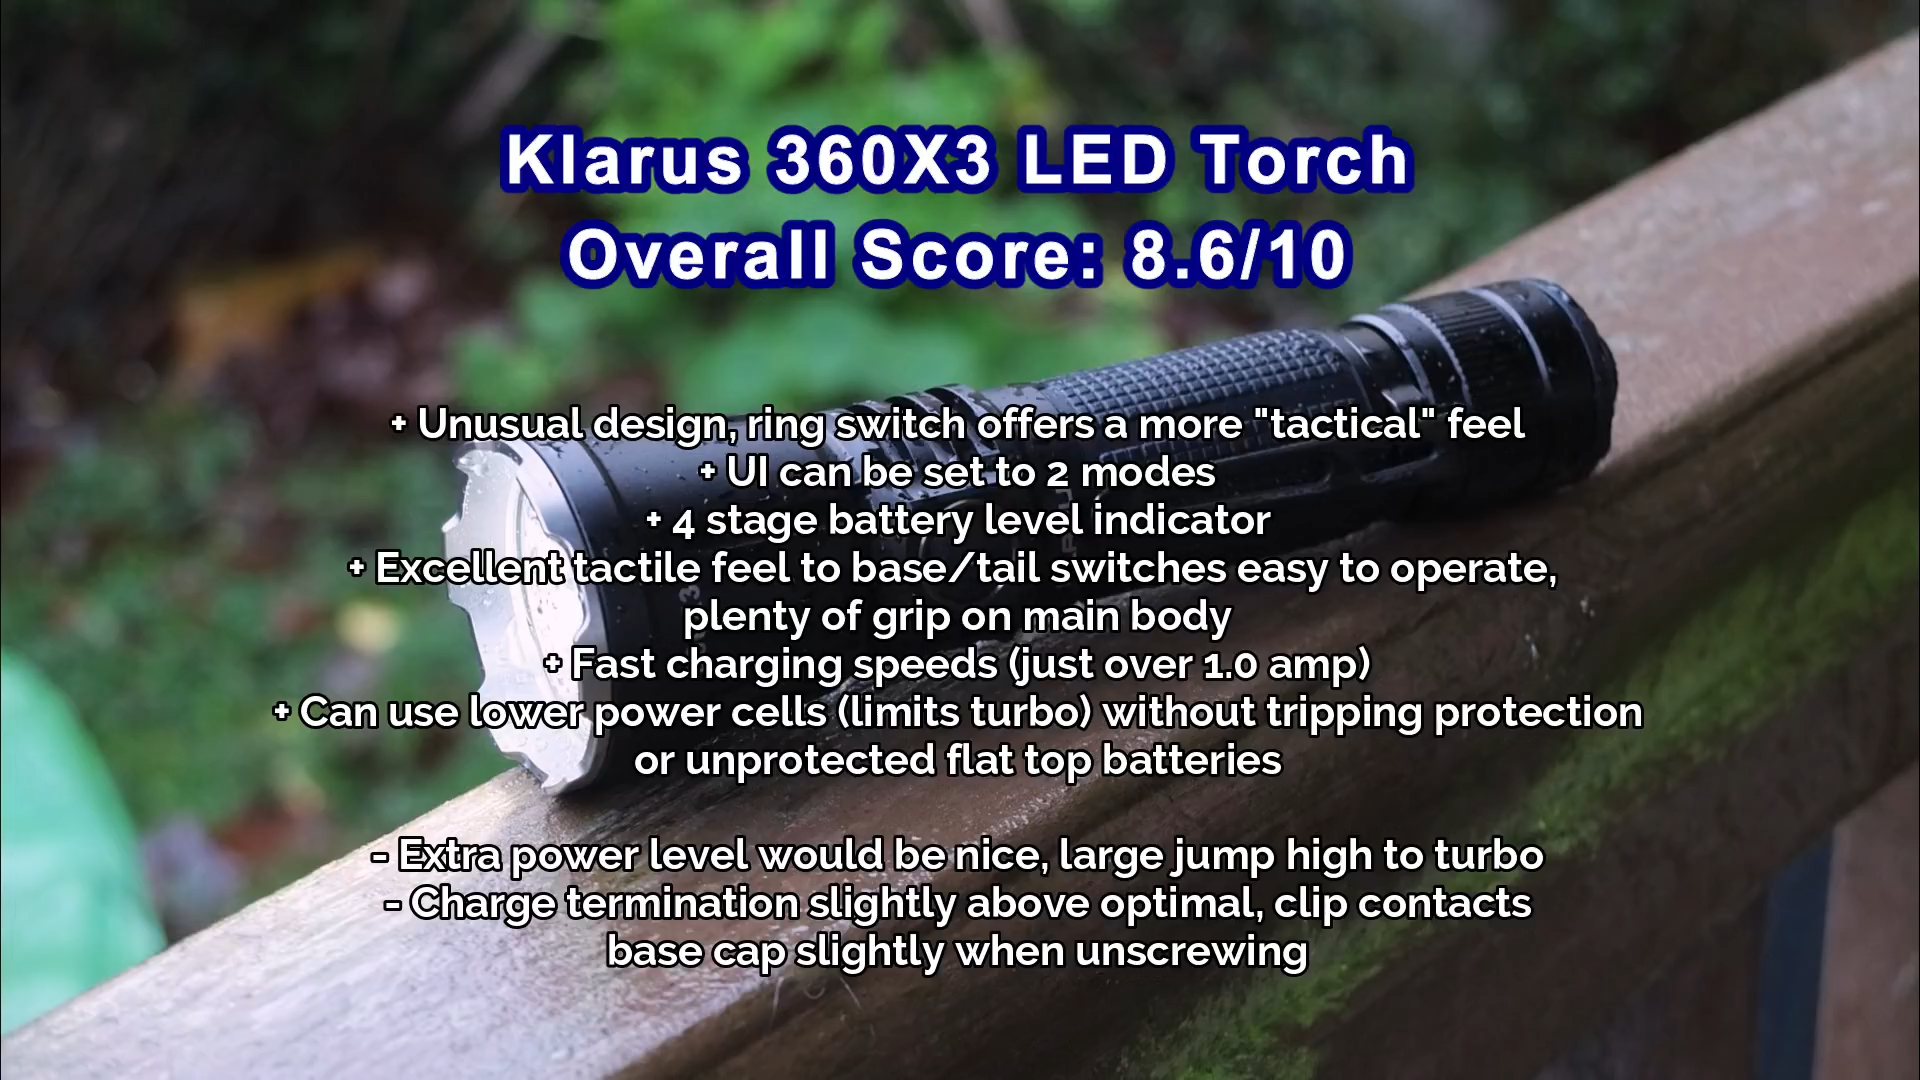 Klarus 360X3 LED Torch
Overall Score: 8.6/10
+ Unusual design, ring switch offers a more "tactical" feel
+ UI can be set to 2 modes
+ 4 stage battery level indicator
+ Excellent tactile feel to base/tail switches easy to operate,
plenty of grip on main body
+ Fast charging speeds (just over 1.0 amp)
+ Can use lower power cells (limits turbo) without tripping protection
or unprotected flat top batteries
- Extra power level would be nice, large jump high to turbo
- Charge termination slightly above optimal, clip contacts
base cap slightly when unscrewing